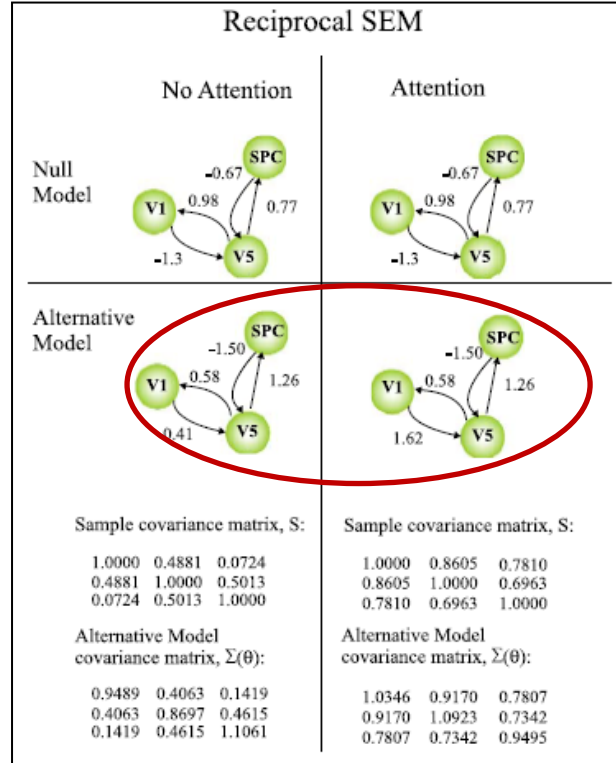 Reciprocal SEM
No Attention
Attention
Null
Model
SPC
-0.67
0.98
0.77
V1
-1.3
V5
SPC
-0.67
0.98
0.77
V1
-1.3
V5
Alternative
Model
SPC
-1.50
0.58
1.26
V1
0.41
V5
SPC
-1.50
0.58
1.26
V1
1.62
V5
Sample covariance matrix, S:
1.0000 0.4881 0.0724
0.4881 1.0000 0.5013
0.0724 0.5013 1.0000
Alternative Model
covariance matrix, Σ(θ):
0.9489 0.4063 0.1419
0.4063 0.8697 0.4615
0.1419 0.4615 1.1061
Sample covariance matrix, S:
1.0000 0.8605 0.7810
0.8605 1.0000 0.6963
0.7810 0.6963 1.0000
Alternative Model
covariance matrix, Σ(θ):
1.0346 0.9170 0.7807
0.9170 1.0923 0.7342
0.7807 0.7342 0.9495